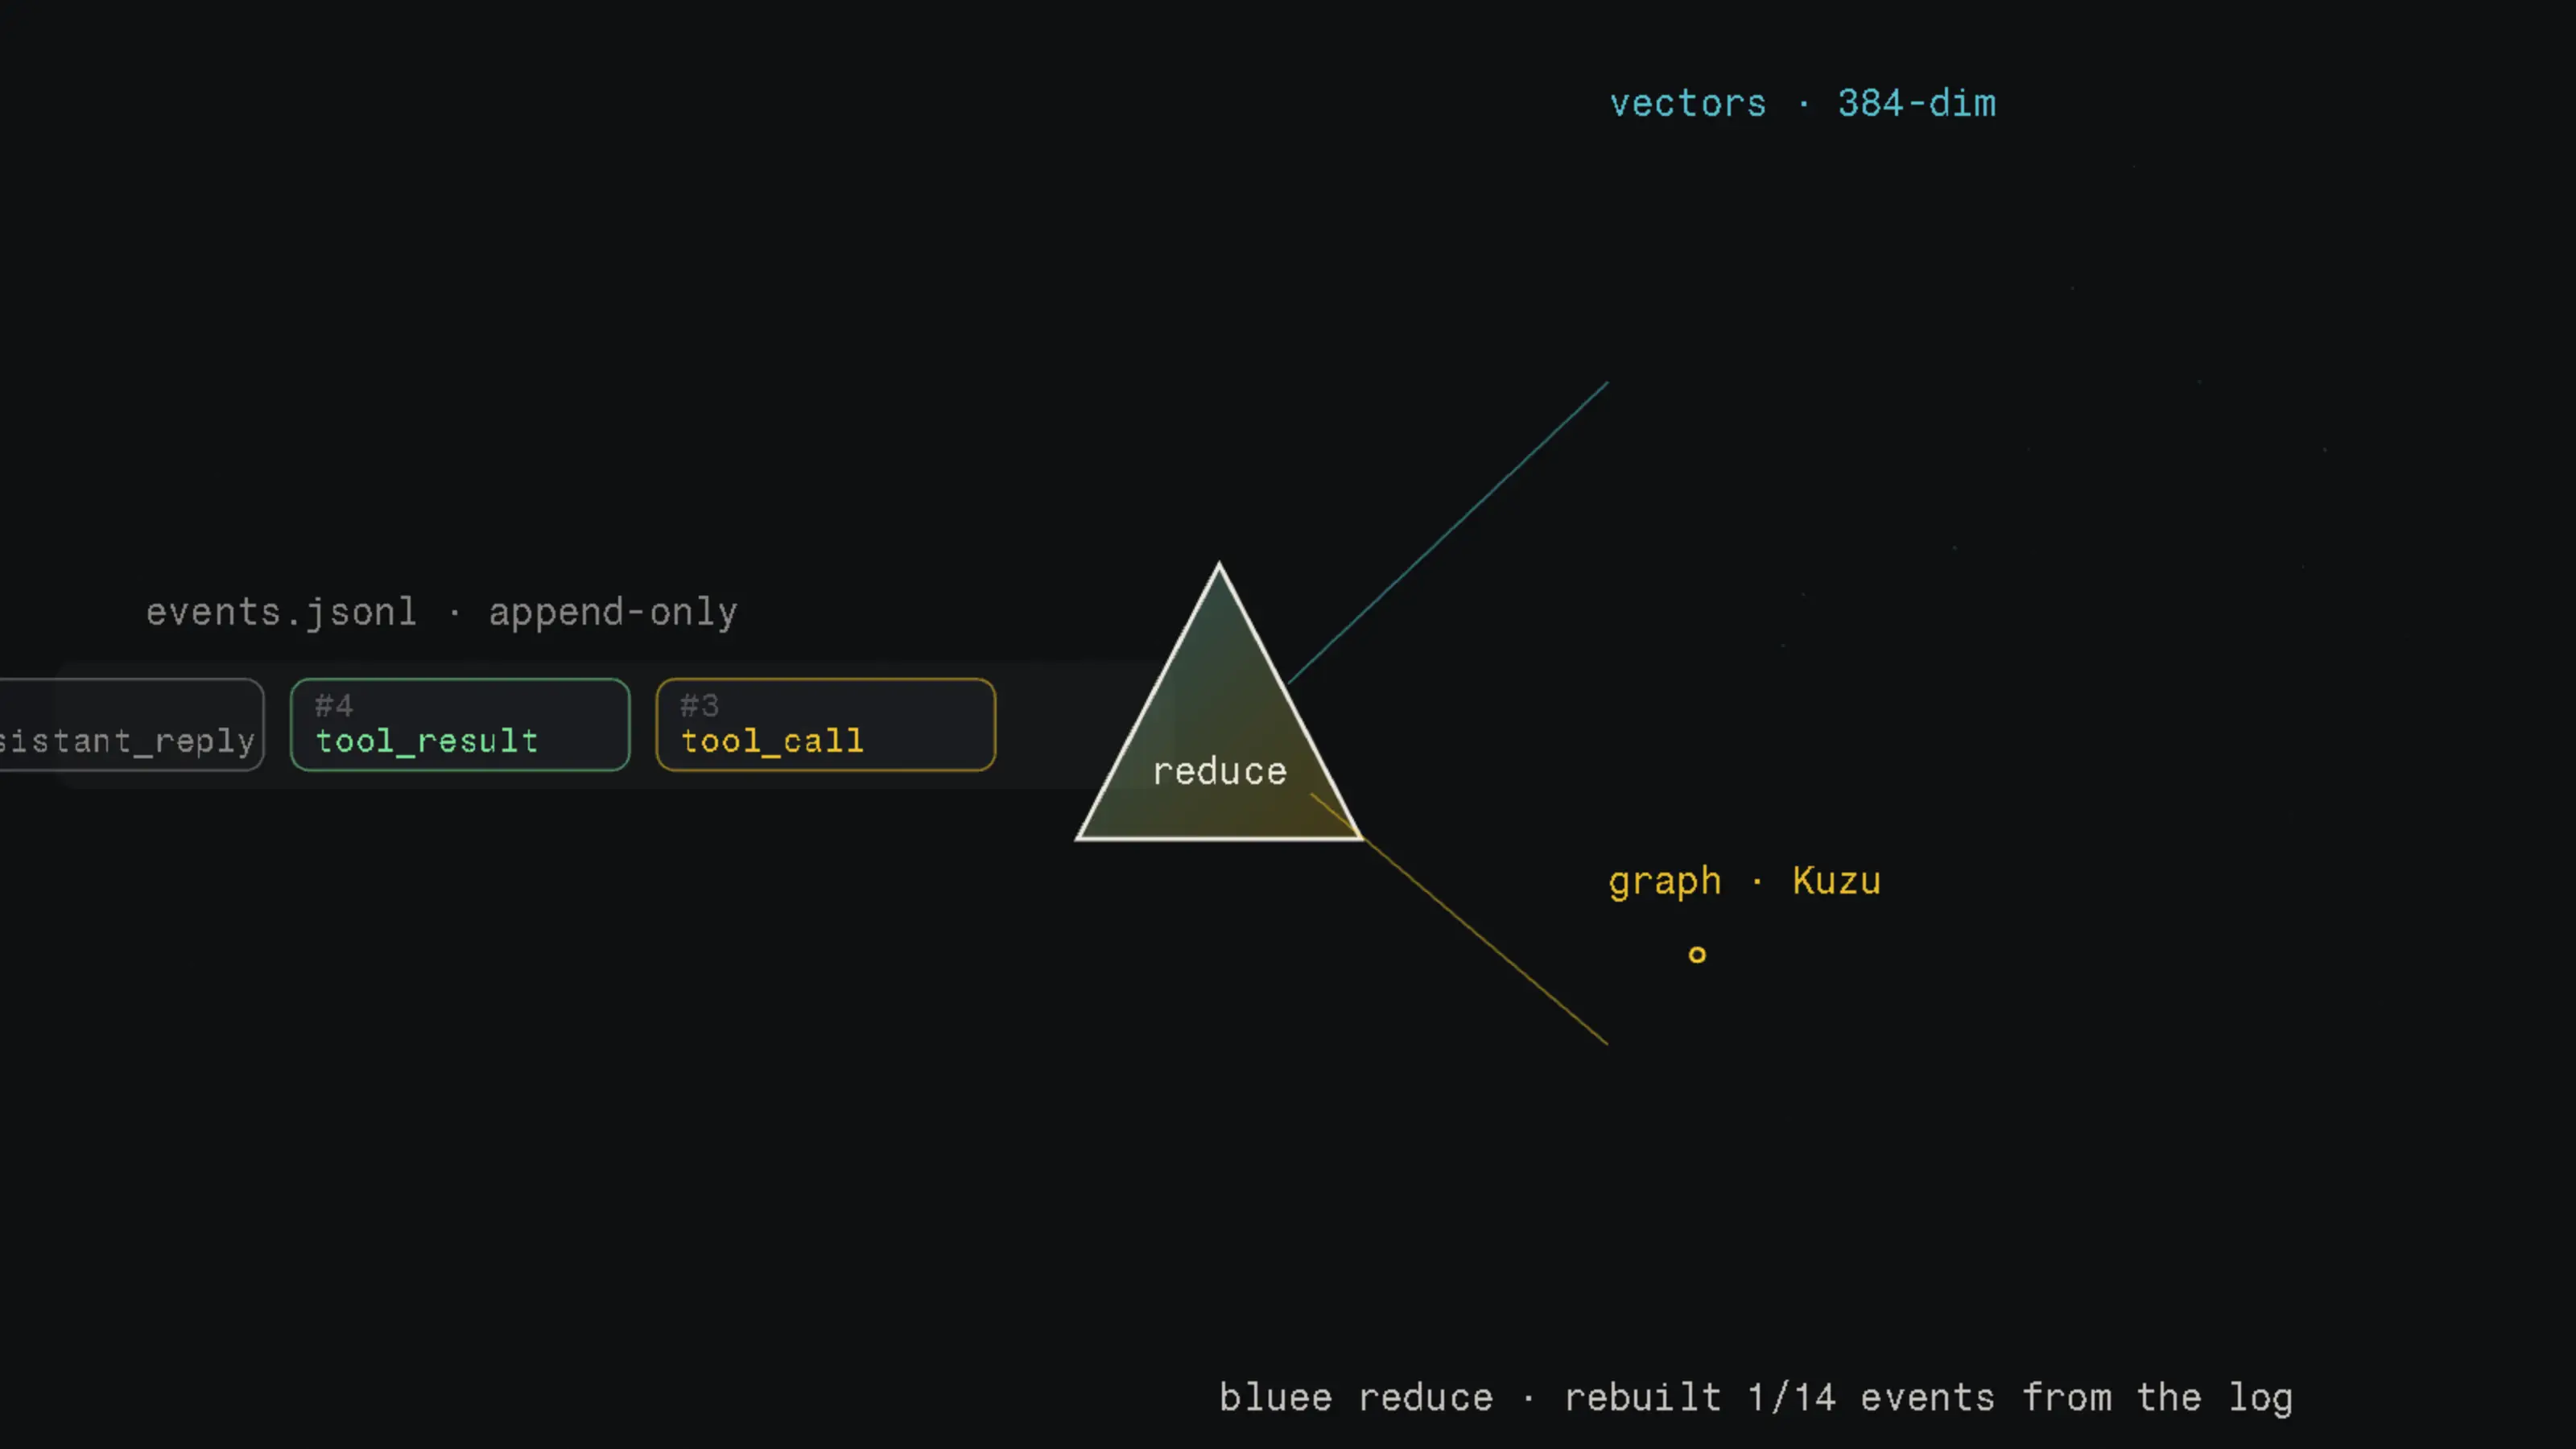 vectors · 384-dim
events.jsonl · append-only
sistant_reply
#4
tool_result
#3
tool_call
reduce
graph · Kuzu
bluee reduce · rebuilt 1/14 events from the log